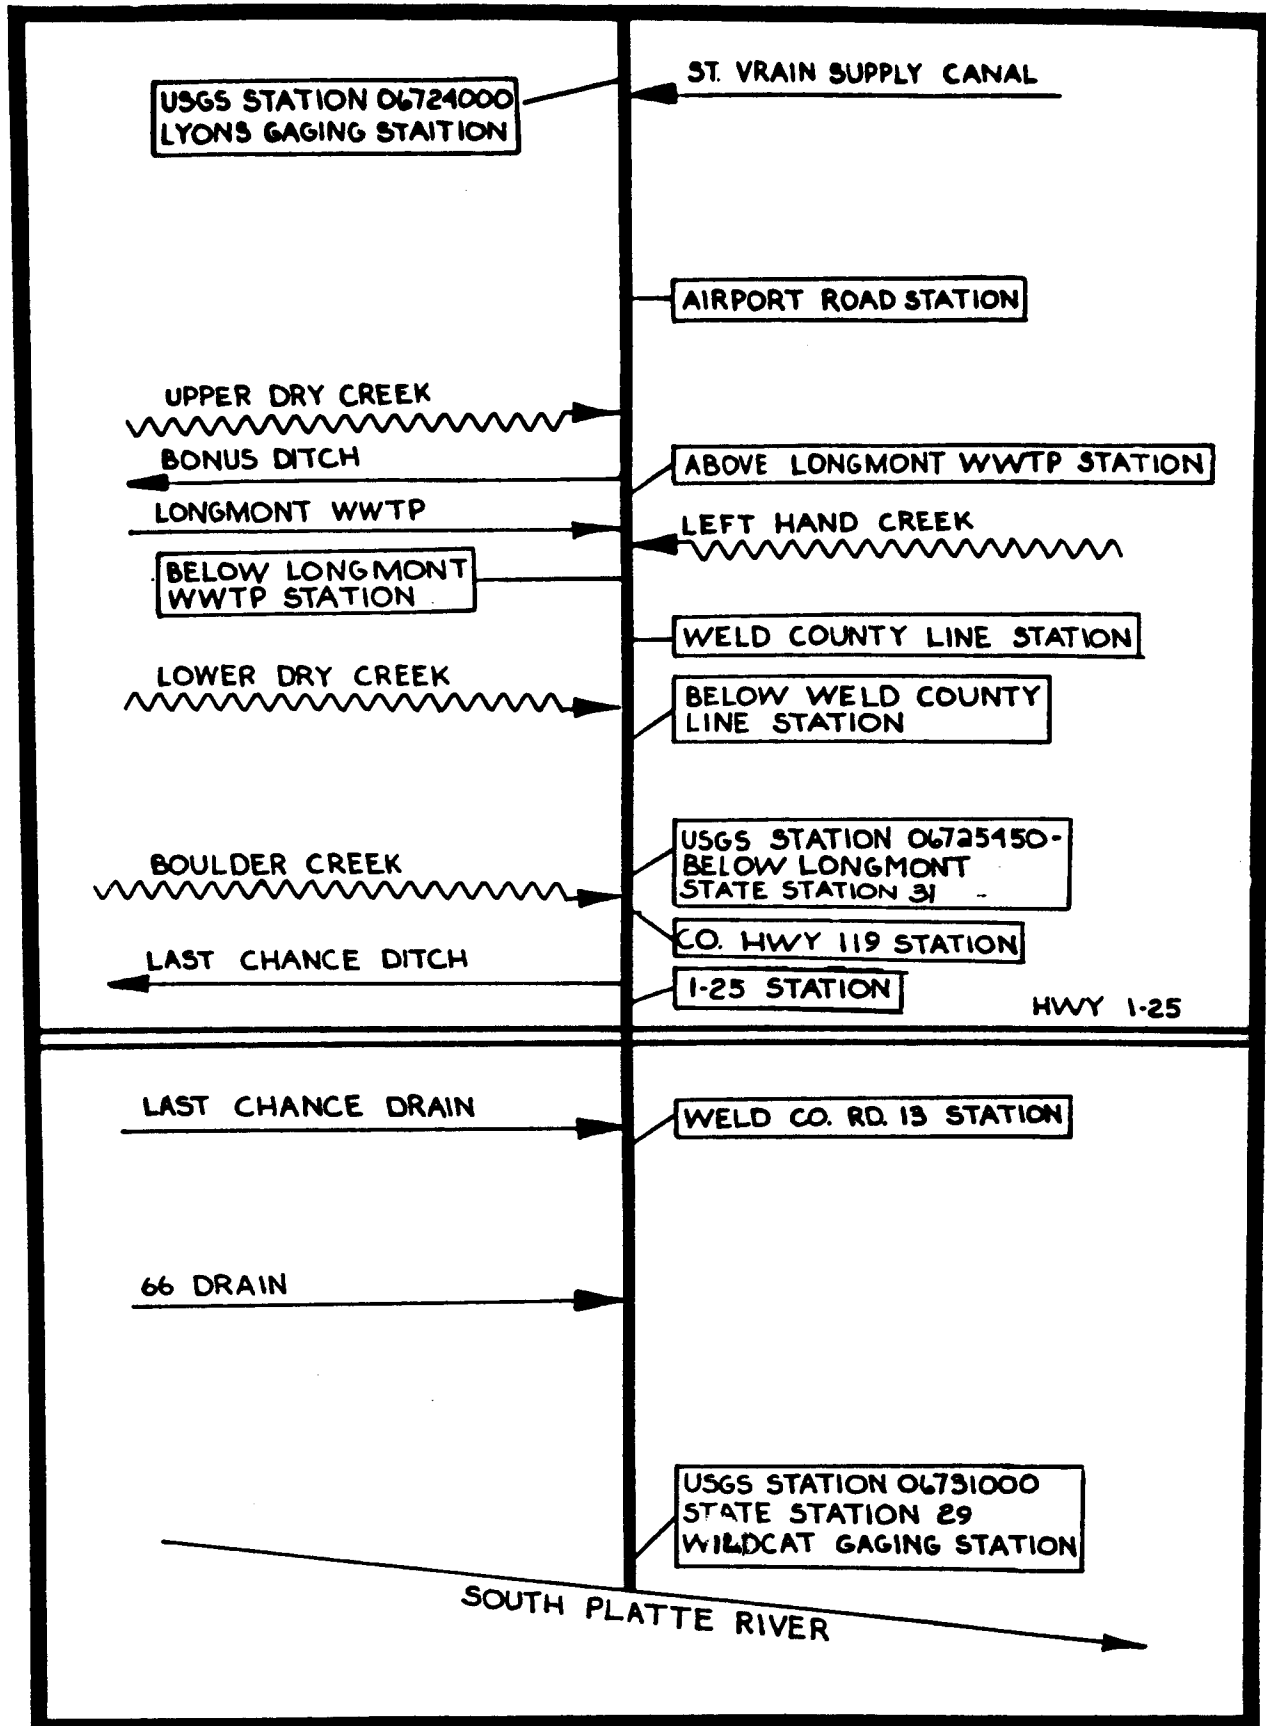 ST. VRAIN SUPPLY CANAL
USGS STATION 06724000
LYONS GAGING STAITION
AIRPORT ROAD STATION
UPPER DRY CREEK
BONUS DITCH
ABOVE LONGMONT WWTP STATION
LONGMONT WWTP
LEFT HAND CREEK
BELOW LONGMONT
WWTP STATION
WELD COUNTY LINE STATION
LOWER DRY CREEK
BELOW WELD COUNTY
LINE STATION
USGS STATION 06725450-
BELOW LONGMONT
STATE STATION 31
BOULDER CREEK
CO. HWY 119 STATION
LAST CHANCE DITCH
I-25 STATION
HWY I-25
LAST CHANCE DRAIN
WELD CO. RD. 13 STATION
66 DRAIN
USGS STATION 06731000
STATE STATION 29
WILDCAT GAGING STATION
SOUTH PLATTE RIVER